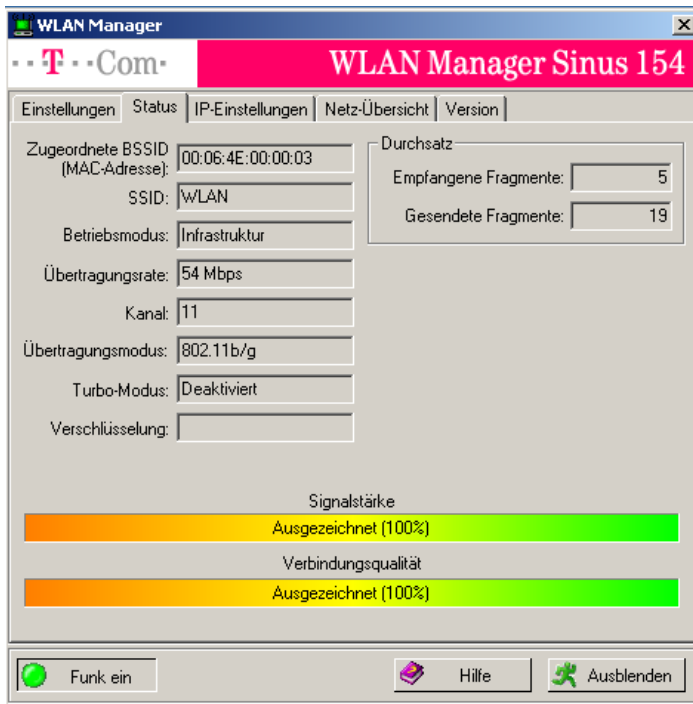 WLAN Manager
··T··Com· WLAN Manager Sinus 154
Einstellungen Status IP-Einstellungen Netz-Übersicht Version
Zugeordnete BSSID (MAC-Adresse): 00:06:4E:00:00:03
SSID: WLAN
Betriebsmodus: Infrastruktur
Übertragungsrate: 54 Mbps
Kanal: 11
Übertragungsmodus: 802.11b/g
Turbo-Modus: Deaktiviert
Verschlüsselung:
Durchsatz
Empfangene Fragmente: 5
Gesendete Fragmente: 19
Signalstärke
Ausgezeichnet (100%)
Verbindungsqualität
Ausgezeichnet (100%)
Funk ein Hilfe Ausblenden